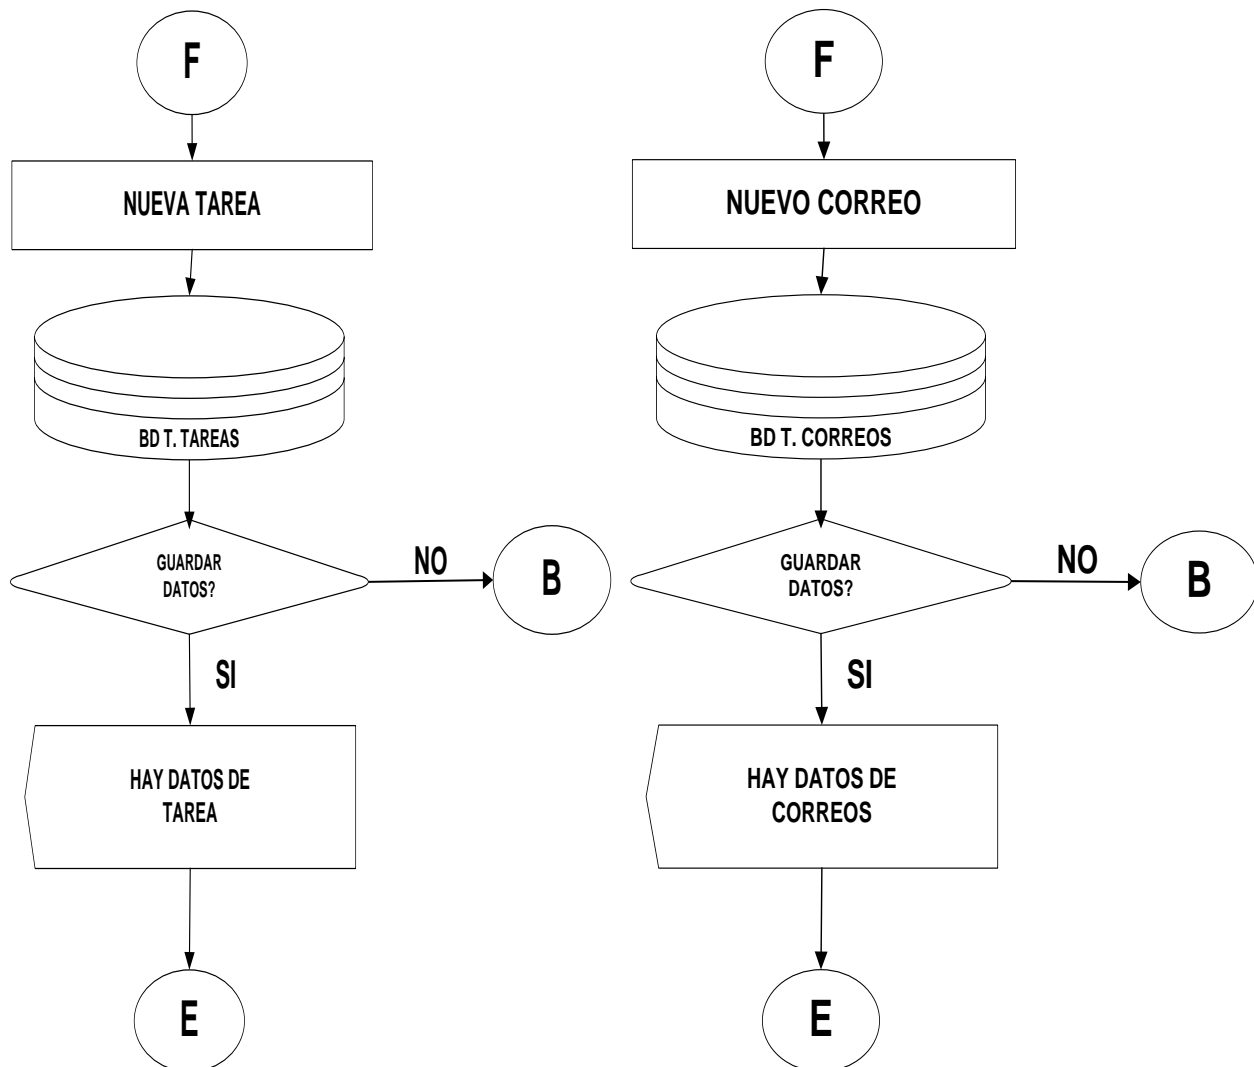 F
NUEVA TAREA
BD T. TAREAS
GUARDAR
DATOS?
NO
B
SI
HAY DATOS DE
TAREA
E
F
NUEVO CORREO
BD T. CORREOS
GUARDAR
DATOS?
NO
B
SI
HAY DATOS DE
CORREOS
E